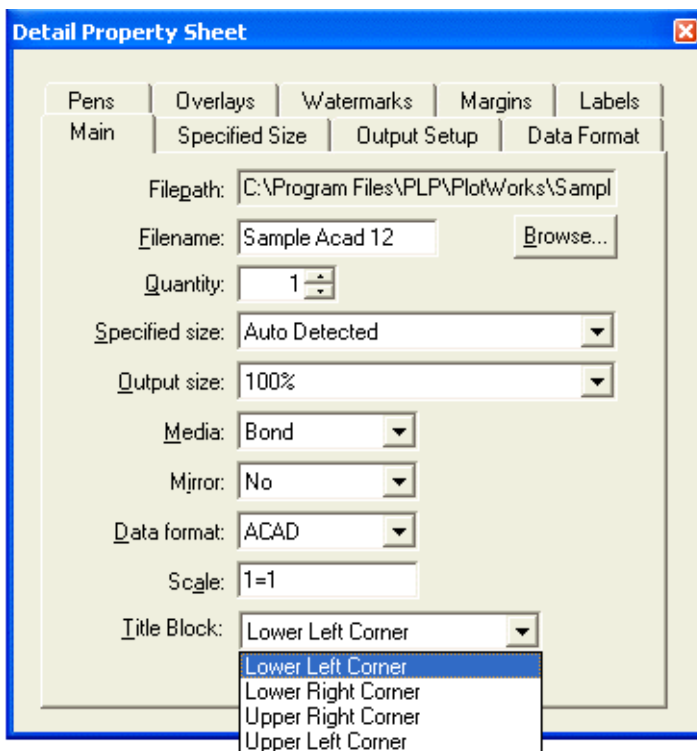 Detail Property Sheet
Pens Overlays Watermarks Margins Labels
Main Specified Size Output Setup Data Format
Filepath: C:\Program Files\PLP\PlotWorks\Sampl
Filename: Sample Acad 12 Browse...
Quantity: 1
Specified size: Auto Detected
Output size: 100%
Media: Bond
Mirror: No
Data format: ACAD
Scale: 1=1
Title Block: Lower Left Corner
Lower Left Corner
Lower Right Corner
Upper Right Corner
Upper Left Corner